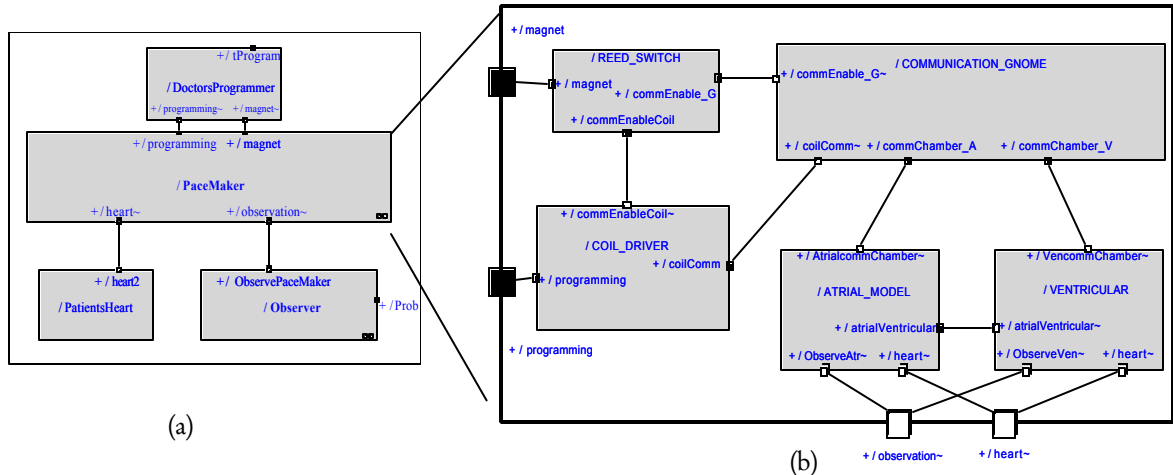 + / tProgram
/ DoctorsProgrammer
+ / programming~ + / magnet~
+ / programming + / magnet
/ PaceMaker
+ / heart~ + / observation~
+ / heart2
/ PatientsHeart
+ / ObservePaceMaker
/ Observer
+ / Prob
(a)
+ / magnet
/ REED_SWITCH
+ / magnet
+ / commEnable_G
+ / commEnableCoil
+ / commEnable_G~
/ COMMUNICATION_GNOME
+ / coilComm~ + / commChamber_A + / commChamber_V
+ / commEnableCoil~
/ COIL_DRIVER
+ / coilComm
+ / programming
+ / programming
+ / AtrialcommChamber~
/ ATRIAL_MODEL
+ / atrialVentricular
+ / ObserveAtr~ + / heart~
+ / VencommChamber~
/ VENTRICULAR
+ / atrialVentricular~
+ / ObserveVen~ + / heart~
+ / observation~ + / heart~
(b)